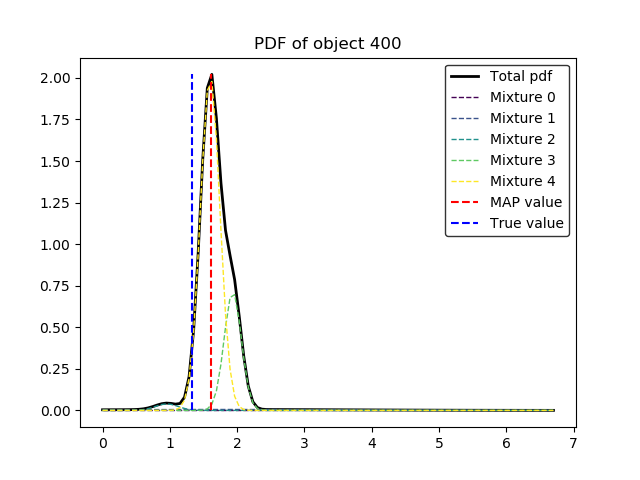 PDF of object 400
2.00
1.75
1.50
1.25
1.00
0.75
0.50
0.25
0.00
Total pdf
Mixture 0
Mixture 1
Mixture 2
Mixture 3
Mixture 4
MAP value
True value
0 1 2 3 4 5 6 7